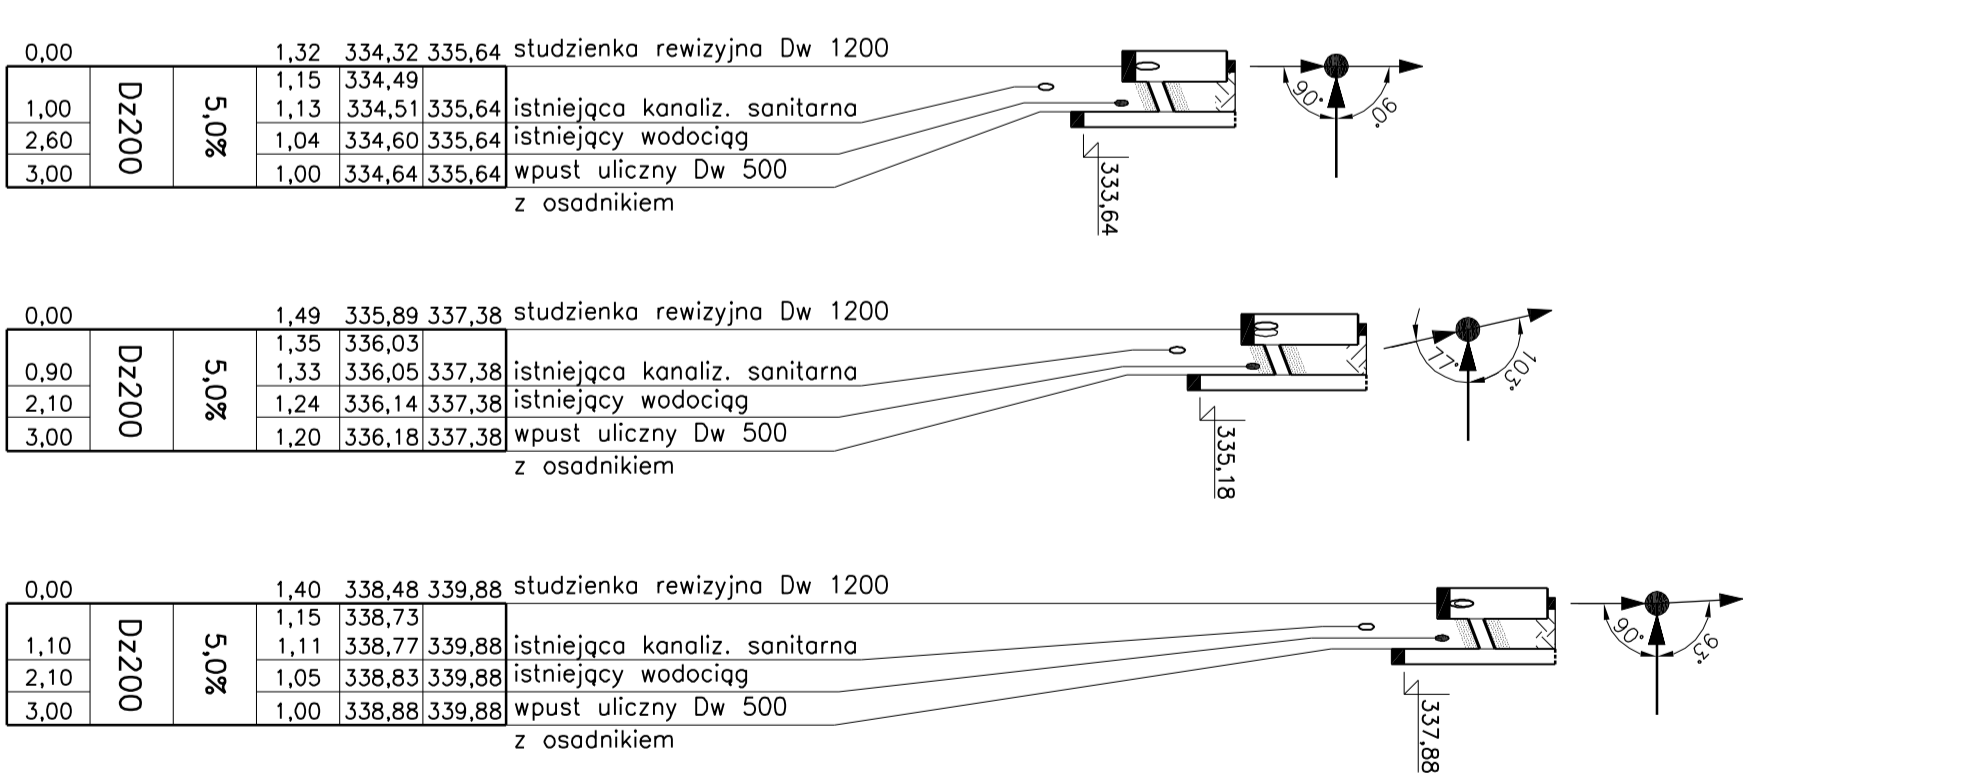 0,00 1,32 334,32 335,64 studzienka rewizyjna Dw 1200
1,15 334,49
1,00 1,13 334,51 335,64 istniejąca kanaliz. sanitarna
2,60 1,04 334,60 335,64 istniejący wodociąg
3,00 1,00 334,64 335,64 wpust uliczny Dw 500
z osadnikiem
Dz200
5,0%
333,64
90°
90°
0,00 1,49 335,89 337,38 studzienka rewizyjna Dw 1200
1,35 336,03
0,90 1,33 336,05 337,38 istniejąca kanaliz. sanitarna
2,10 1,24 336,14 337,38 istniejący wodociąg
3,00 1,20 336,18 337,38 wpust uliczny Dw 500
z osadnikiem
Dz200
5,0%
335,18
77°
103°
0,00 1,40 338,48 339,88 studzienka rewizyjna Dw 1200
1,15 338,73
1,10 1,11 338,77 339,88 istniejąca kanaliz. sanitarna
2,10 1,05 338,83 339,88 istniejący wodociąg
3,00 1,00 338,88 339,88 wpust uliczny Dw 500
z osadnikiem
Dz200
5,0%
337,88
90°
93°